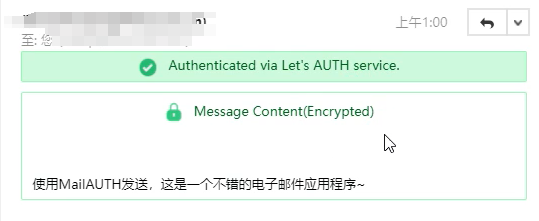 上午1:00
至: 您
Authenticated via Let's AUTH service.
Message Content(Encrypted)
使用MailAUTH发送，这是一个不错的电子邮件应用程序~